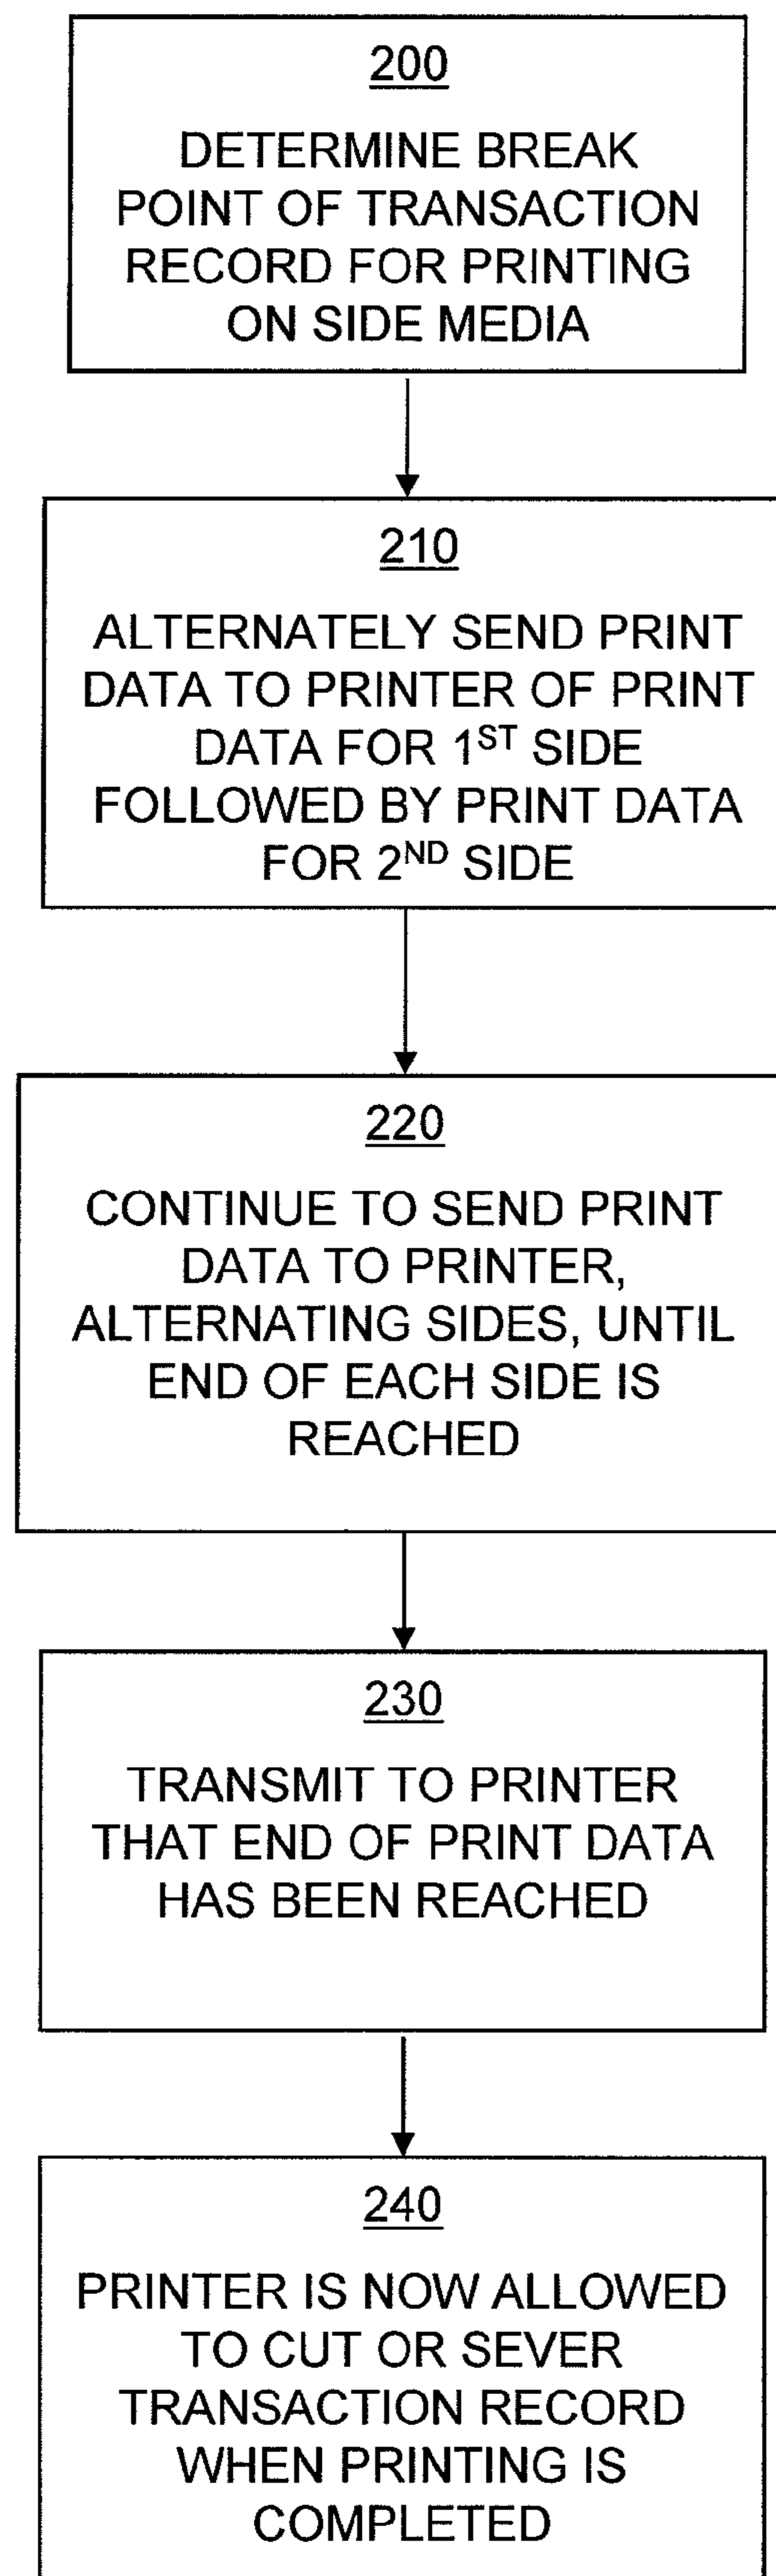 200
DETERMINE BREAK
POINT OF TRANSACTION
RECORD FOR PRINTING
ON SIDE MEDIA
210
ALTERNATELY SEND PRINT
DATA TO PRINTER OF PRINT
DATA FOR 1ST SIDE
FOLLOWED BY PRINT DATA
FOR 2ND SIDE
220
CONTINUE TO SEND PRINT
DATA TO PRINTER,
ALTERNATING SIDES, UNTIL
END OF EACH SIDE IS
REACHED
230
TRANSMIT TO PRINTER
THAT END OF PRINT DATA
HAS BEEN REACHED
240
PRINTER IS NOW ALLOWED
TO CUT OR SEVER
TRANSACTION RECORD
WHEN PRINTING IS
COMPLETED